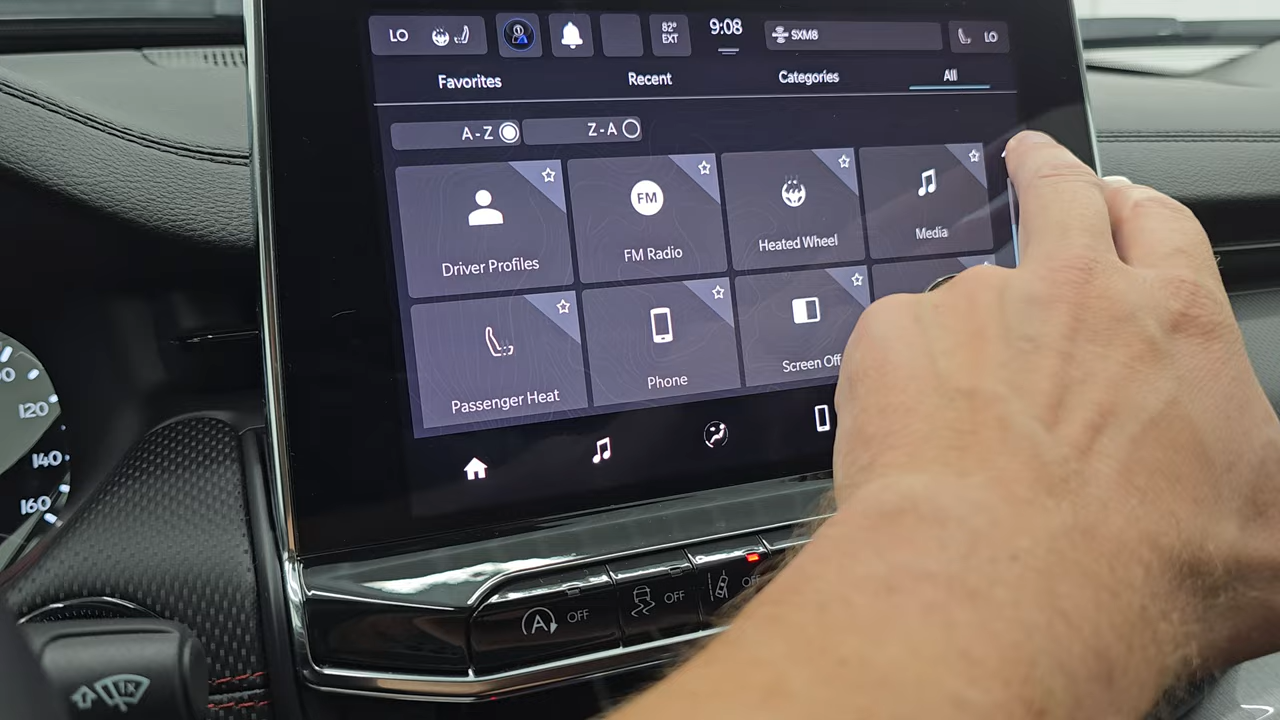 LO
82°
EXT
9:08
SXM8
LO
Favorites
Recent
Categories
All
A - Z
Z - A
Driver Profiles
FM
FM Radio
Heated Wheel
Media
Passenger Heat
Phone
Screen Off
120
140
160
A OFF
OFF
OFF
1x